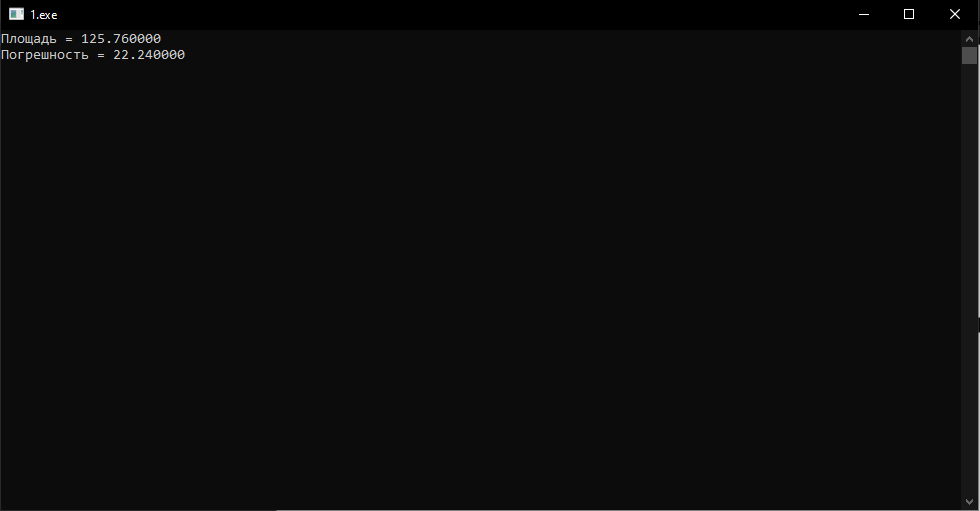 1.exe
Площадь = 125.760000
Погрешность = 22.240000